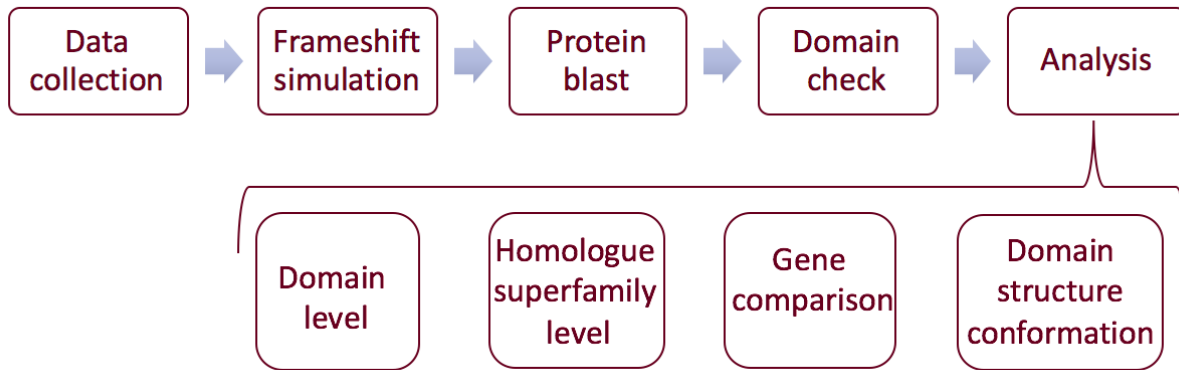 Data
collection
Frameshift
simulation
Protein
blast
Domain
check
Analysis
Domain
level
Homologue
superfamily
level
Gene
comparison
Domain
structure
conformation